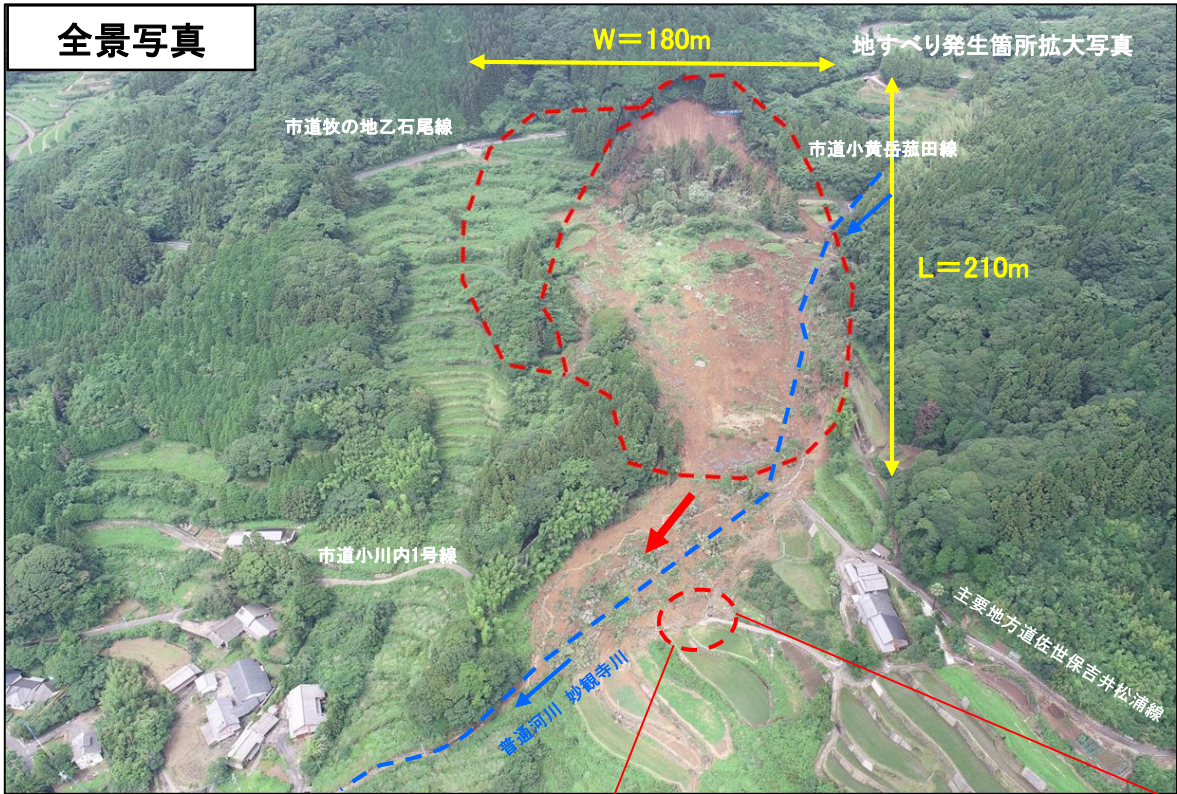 全景写真
W=180m
地すべり発生箇所拡大写真
市道牧の地乙石尾線
市道小黄岳菰田線
L=210m
市道小川内1号線
主要地方道佐世保吉井松浦線
普通河川 妙観寺川